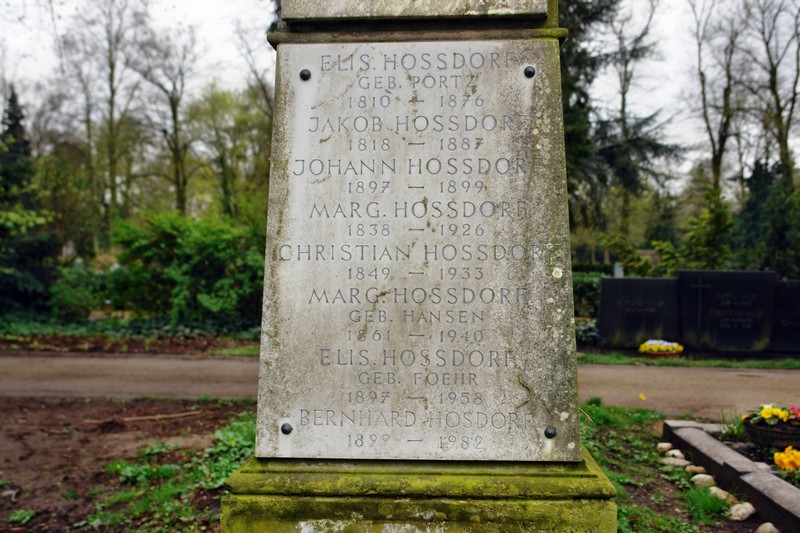 ELIS. HOSSDORF
GEB. PORTZ
1810 — 1876
JAKOB HOSSDORF
1818 — 1887
JOHANN HOSSDORF
1897 — 1899
MARG. HOSSDORF
1838 — 1926
CHRISTIAN HOSSDORF
1849 — 1933
MARG. HOSSDORF
GEB. HANSEN
1861 — 1940
ELIS. HOSSDORF
GEB. FOEHR
1897 — 1958
BERNHARD HOSDORF
1899 — 1982